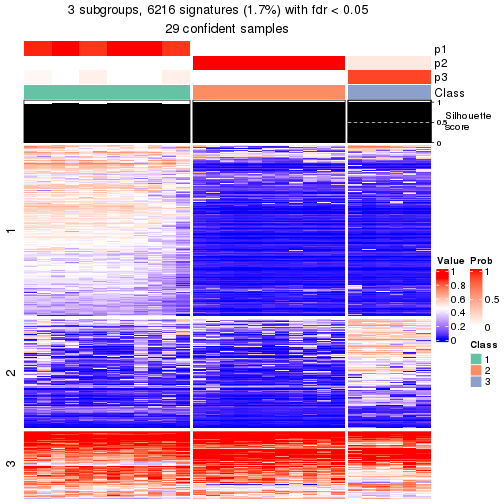 3 subgroups, 6216 signatures (1.7%) with fdr < 0.05
29 confident samples
p1
p2
p3
Class
1
0.5
0
Silhouette
score
1
2
3
Value
1
0.8
0.6
0.4
0.2
0
Prob
1
0.5
0
Class
1
2
3